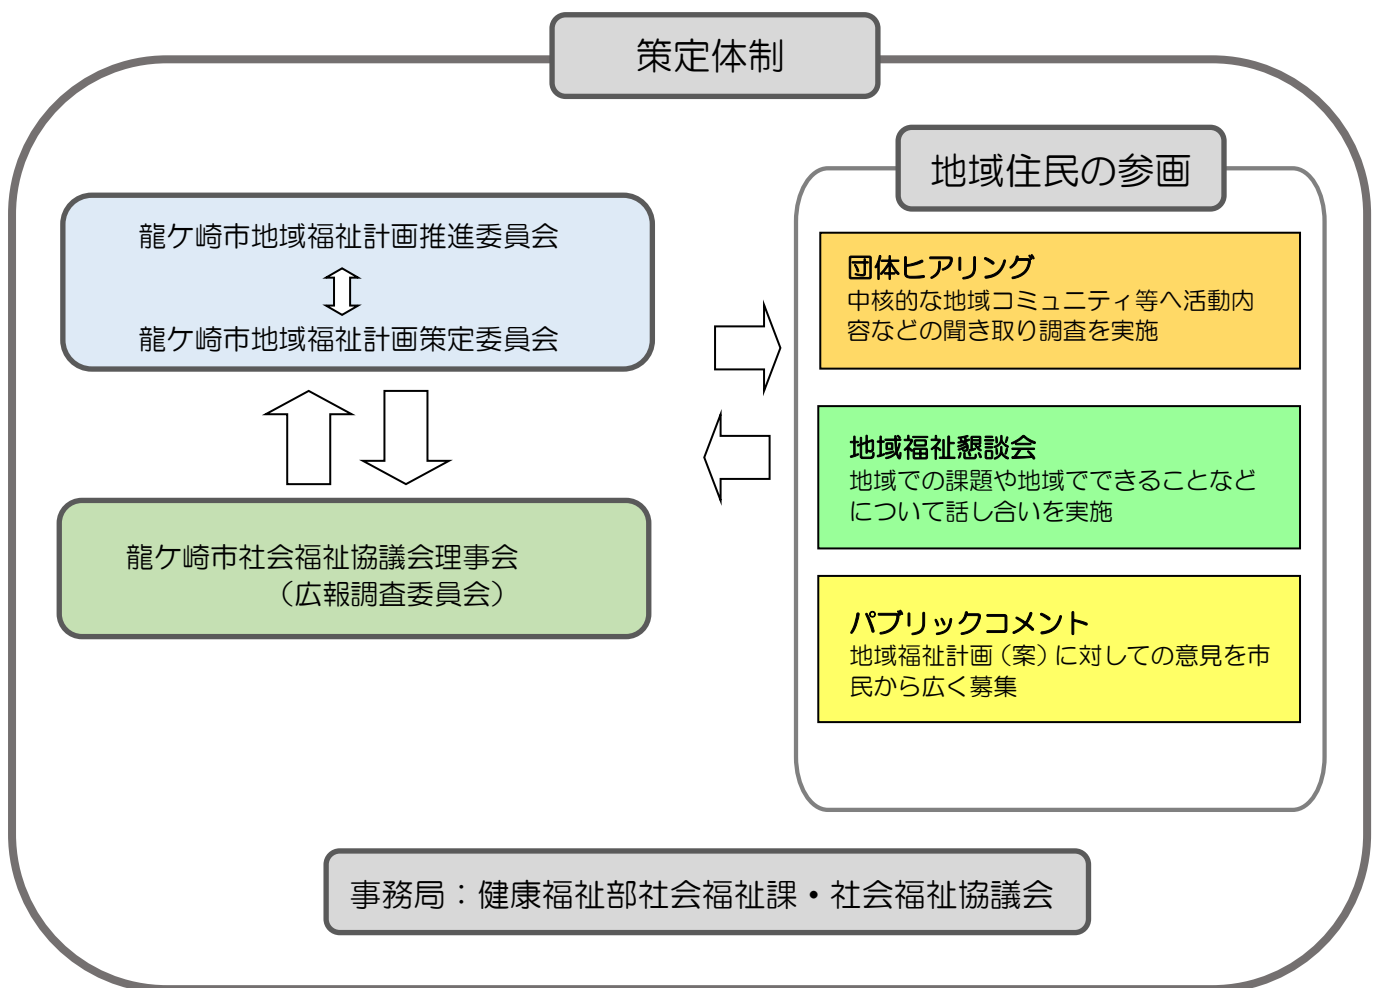 策定体制
龍ケ崎市地域福祉計画推進委員会
龍ケ崎市地域福祉計画策定委員会
龍ケ崎市社会福祉協議会理事会
（広報調査委員会）
地域住民の参画
団体ヒアリング
中核的な地域コミュニティ等へ活動内
容などの聞き取り調査を実施
地域福祉懇談会
地域での課題や地域でできることなど
について話し合いを実施
パブリックコメント
地域福祉計画（案）に対しての意見を市
民から広く募集
事務局：健康福祉部社会福祉課・社会福祉協議会